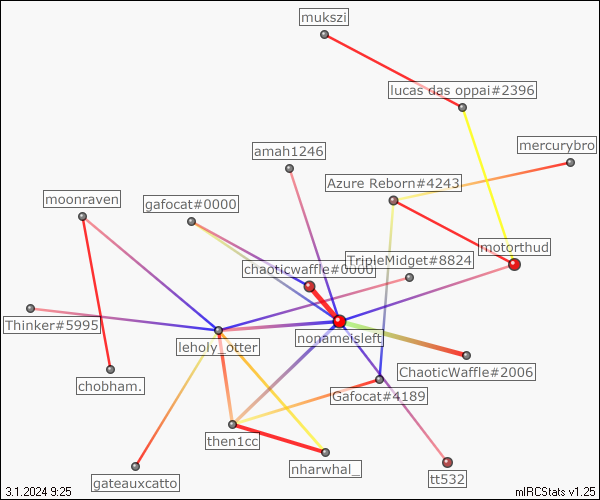 mukszi
lucas das oppai#2396
mercurybro
amah1246
Azure Reborn#4243
moonraven
gafocat#0000
motorthud
TripleMidget#8824
chaoticwaffle#0000
Thinker#5995
nopameisleft
leholy_otter
ChaoticWaffle#2006
chobham.
Gafocat#4189
then1cc
nharwhal_
tt532
gateauxcatto
3.1.2024 9:25
mIRCStats v1.25